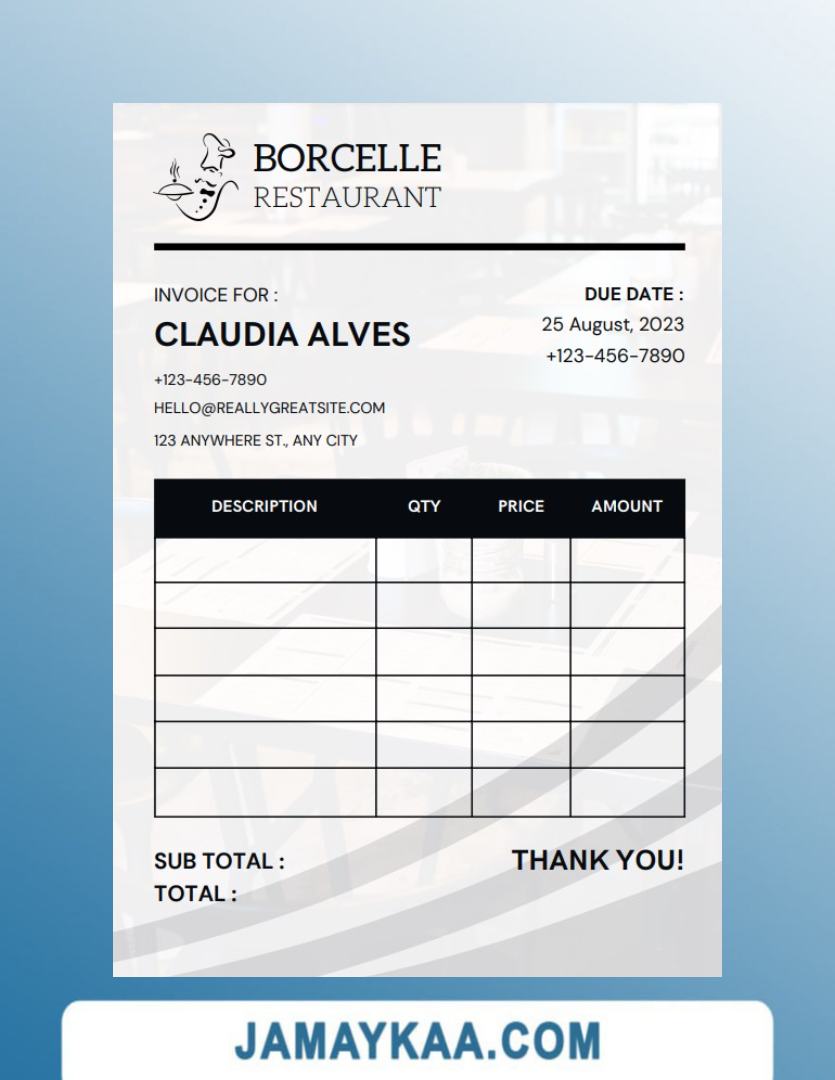 BORCELLE
RESTAURANT
INVOICE FOR :
CLAUDIA ALVES
+123-456-7890
HELLO@REALLYGREATSITE.COM
123 ANYWHERE ST., ANY CITY
DUE DATE :
25 August, 2023
+123-456-7890
DESCRIPTION QTY PRICE AMOUNT
SUB TOTAL :
TOTAL :
THANK YOU!
JAMAYKAA.COM